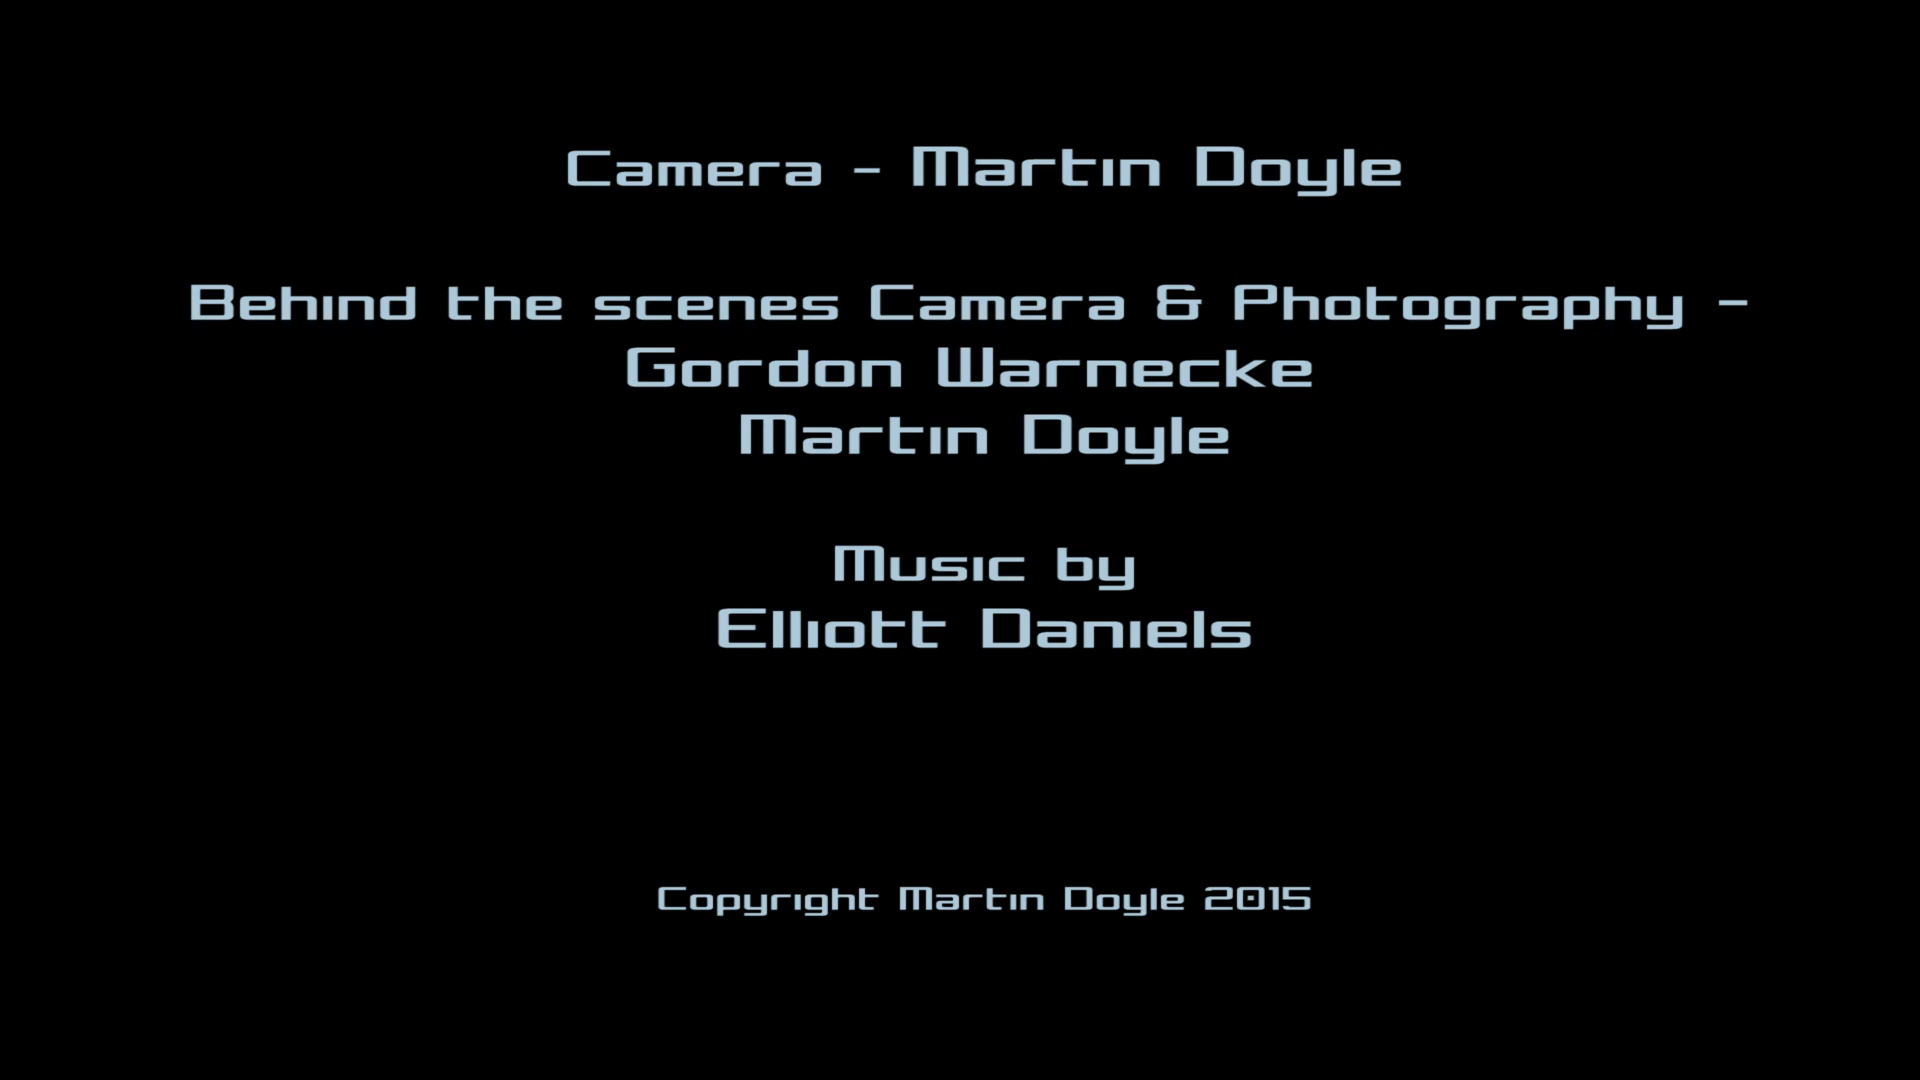 Camera - Martin Doyle
Behind the scenes Camera & Photography -
Gordon Warnecke
Martin Doyle
Music by
Elliott Daniels
Copyright Martin Doyle 2015